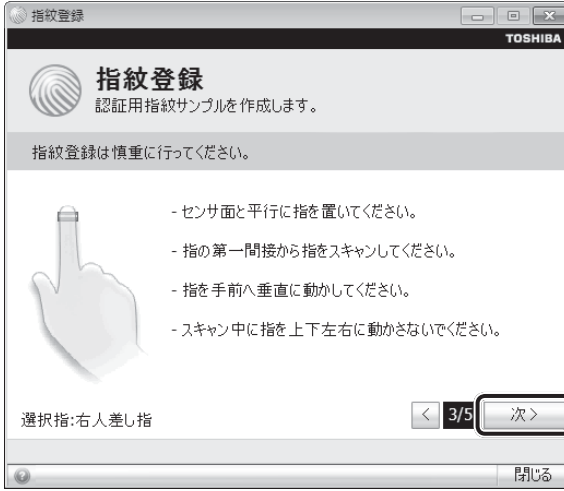 指紋登録
TOSHIBA
指紋登録
認証用指紋サンプルを作成します。
指紋登録は慎重に行ってください。
- センサ面と平行に指を置いてください。
- 指の第一間接から指をスキャンしてください。
- 指を手前へ垂直に動かしてください。
- スキャン中に指を上下左右に動かさないでください。
選択指:右人差し指
< 3/5 次 >
? 閉じる